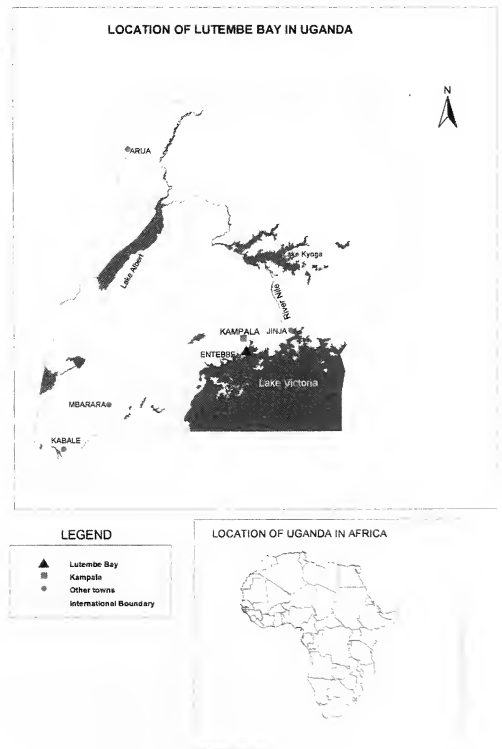 LOCATION OF LUTEMBE BAY IN UGANDA
N
ARUA
Lake Albert
Lake Kyoga
River Nile
KAMPALA
JINJA
ENTEBBE
Lake Victoria
MBARARA
KABALE
LEGEND
Lutembe Bay
Kampala
Other towns
International Boundary
LOCATION OF UGANDA IN AFRICA